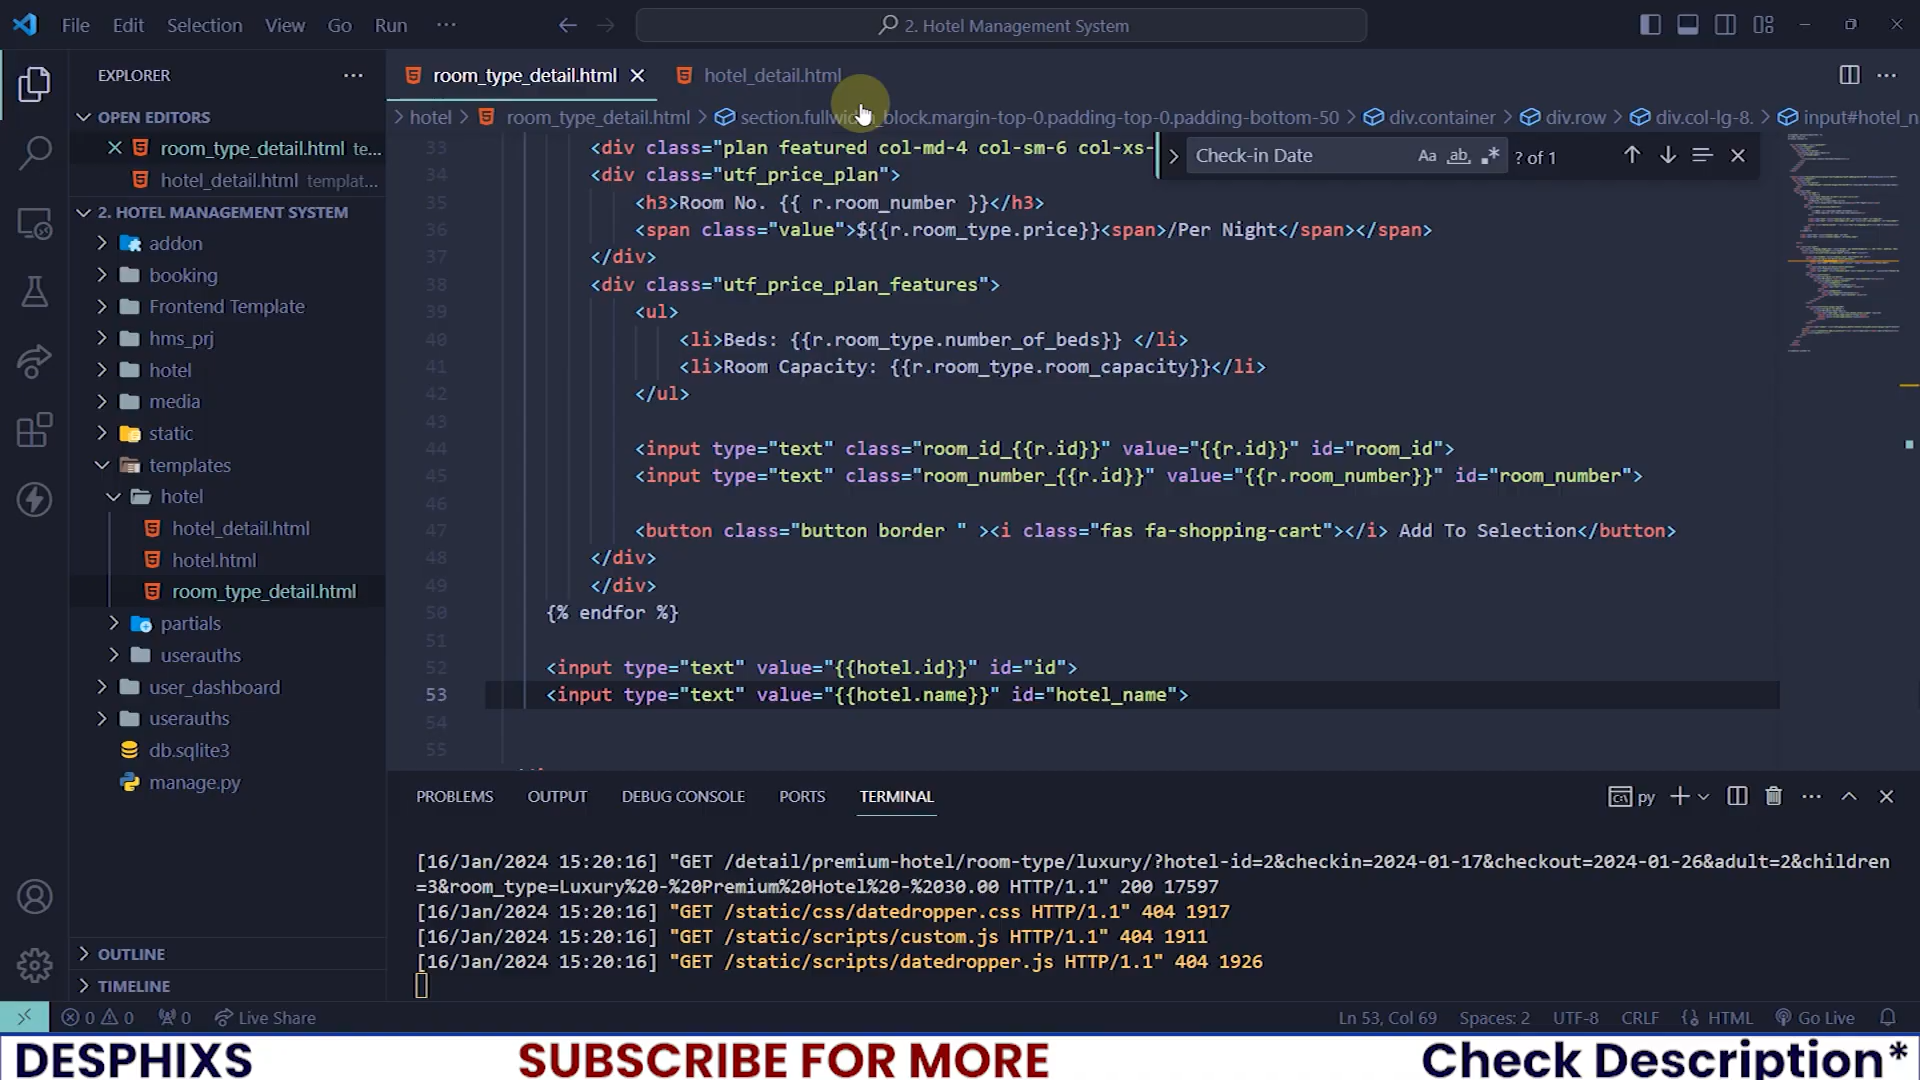 File Edit Selection View Go Run ···
2. Hotel Management System
EXPLORER
OPEN EDITORS
room_type_detail.html te...
hotel_detail.html templat...
2. HOTEL MANAGEMENT SYSTEM
addon
booking
Frontend Template
hms_prj
hotel
media
static
templates
hotel
hotel_detail.html
hotel.html
room_type_detail.html
partials
userauths
user_dashboard
userauths
db.sqlite3
manage.py
OUTLINE
TIMELINE
room_type_detail.html
hotel_detail.html
hotel > room_type_detail.html > section.fullwidth_block.margin-top-0.padding-top-0.padding-bottom-50 > div.container > div.row > div.col-lg-8. > input#hotel_n
Check-in Date Aa ab .* ? of 1
33 <div class="plan featured col-md-4 col-sm-6 col-xs-
34 <div class="utf_price_plan">
35 <h3>Room No. {{ r.room_number }}</h3>
36 <span class="value">${{r.room_type.price}}<span>/Per Night</span></span>
37 </div>
38 <div class="utf_price_plan_features">
39 <ul>
40 <li>Beds: {{r.room_type.number_of_beds}} </li>
41 <li>Room Capacity: {{r.room_type.room_capacity}}</li>
42 </ul>
43
44 <input type="text" class="room_id_{{r.id}}" value="{{r.id}}" id="room_id">
45 <input type="text" class="room_number_{{r.id}}" value="{{r.room_number}}" id="room_number">
46
47 <button class="button border " ><i class="fas fa-shopping-cart"></i> Add To Selection</button>
48 </div>
49 </div>
50 {% endfor %}
51
52 <input type="text" value="{{hotel.id}}" id="id">
53 <input type="text" value="{{hotel.name}}" id="hotel_name">
54
55
PROBLEMS OUTPUT DEBUG CONSOLE PORTS TERMINAL
py
[16/Jan/2024 15:20:16] "GET /detail/premium-hotel/room-type/luxury/?hotel-id=2&checkin=2024-01-17&checkout=2024-01-26&adult=2&children
=3&room_type=Luxury%20-%20Premium%20Hotel%20-%2030.00 HTTP/1.1" 200 17597
[16/Jan/2024 15:20:16] "GET /static/css/datedropper.css HTTP/1.1" 404 1917
[16/Jan/2024 15:20:16] "GET /static/scripts/custom.js HTTP/1.1" 404 1911
[16/Jan/2024 15:20:16] "GET /static/scripts/datedropper.js HTTP/1.1" 404 1926
0 0 0 Live Share
Ln 53, Col 69 Spaces: 2 UTF-8 CRLF HTML Go Live
DESPHIXS SUBSCRIBE FOR MORE Check Description*